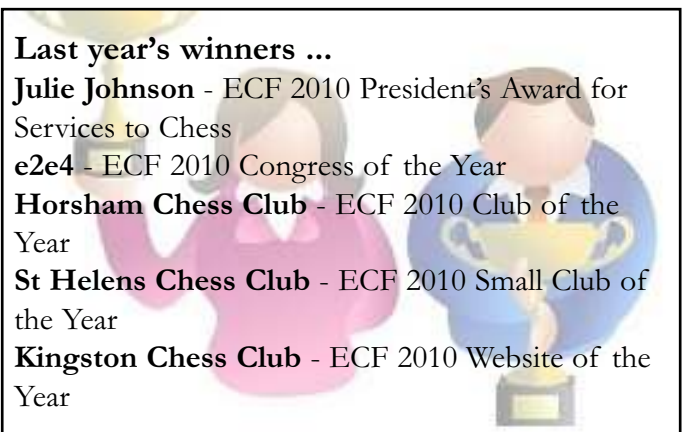 Last year's winners ...
Julie Johnson - ECF 2010 President's Award for
Services to Chess
e2e4 - ECF 2010 Congress of the Year
Horsham Chess Club - ECF 2010 Club of the
Year
St Helens Chess Club - ECF 2010 Small Club of
the Year
Kingston Chess Club - ECF 2010 Website of the
Year